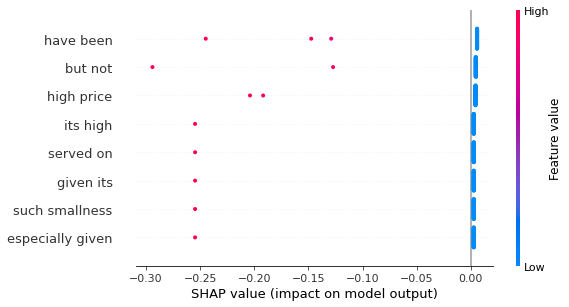 High
have been
but not
high price
its high
served on
given its
such smallness
especially given
Feature value
Low
−0.30 −0.25 −0.20 −0.15 −0.10 −0.05 0.00
SHAP value (impact on model output)